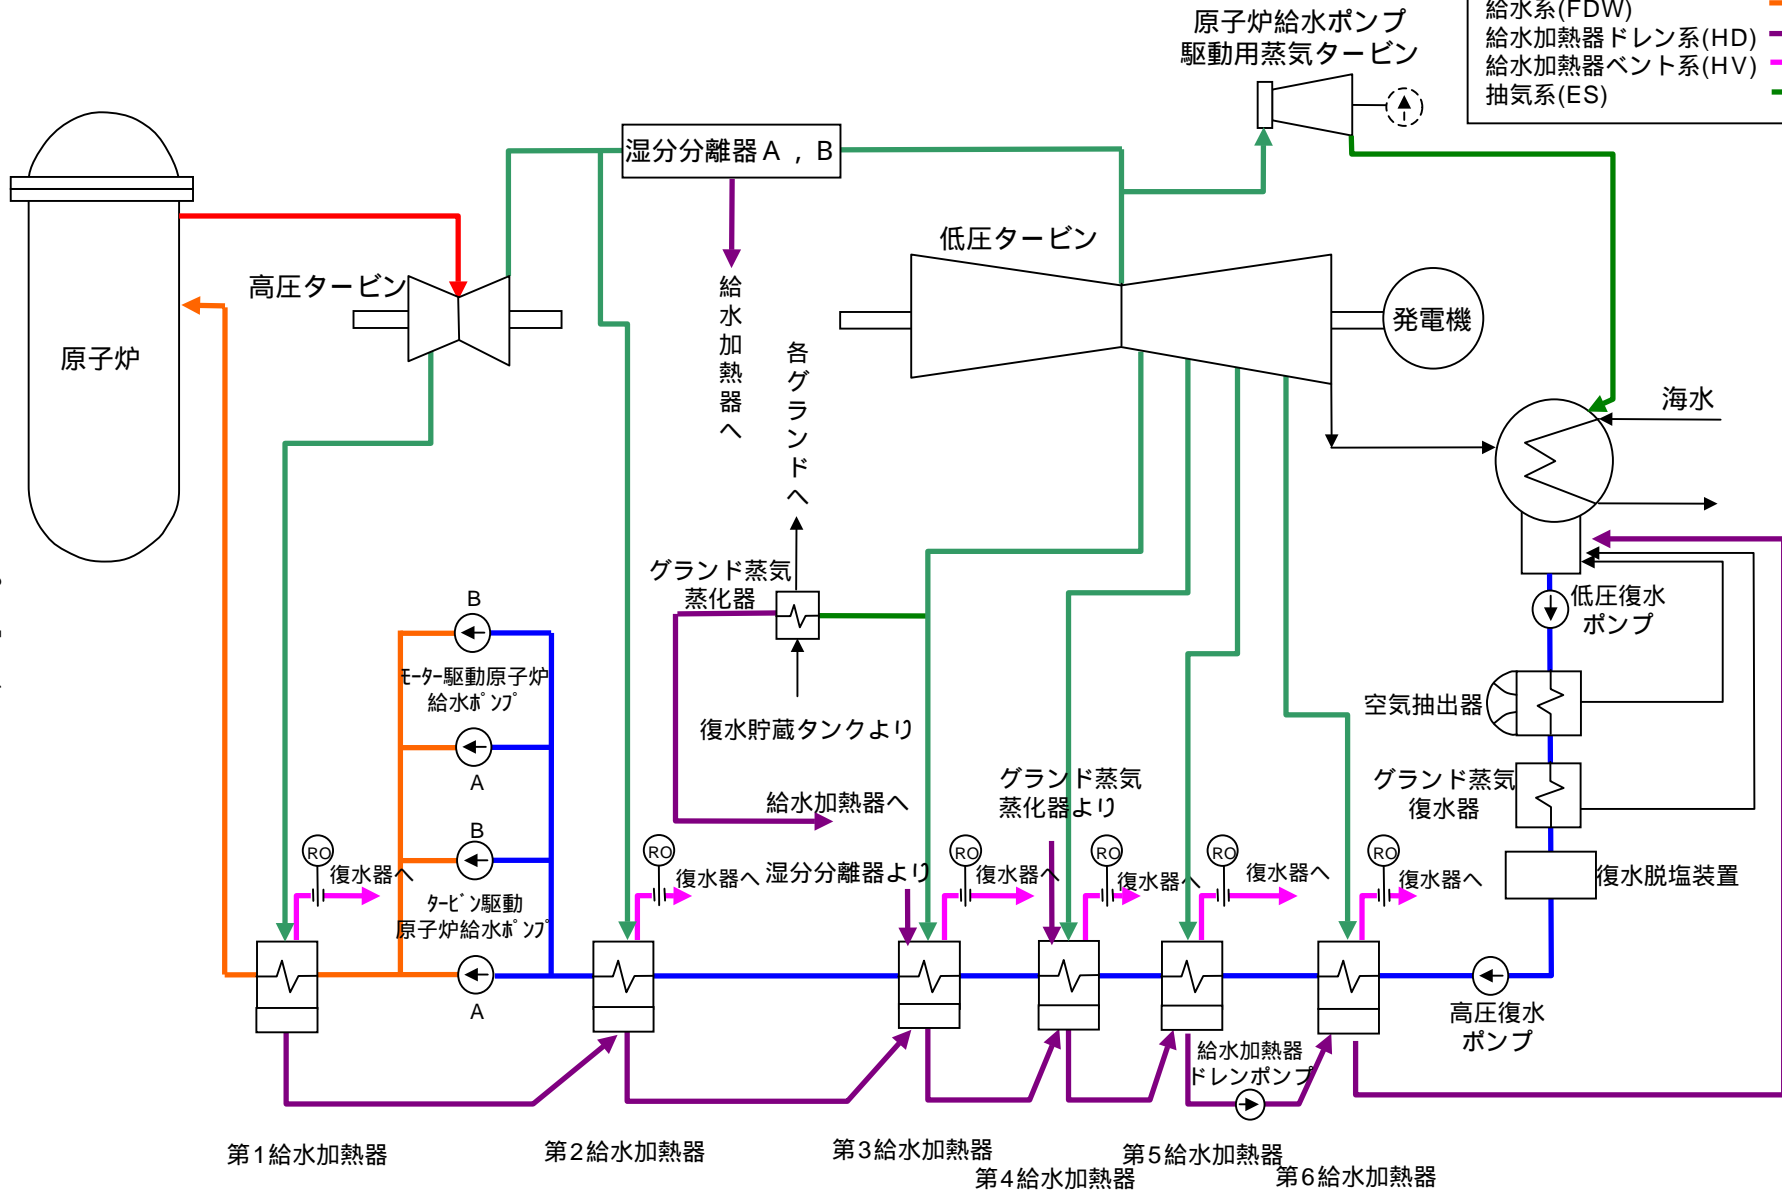 原子炉給水ポンプ
駆動用蒸気タービン
給水系(FDW)
給水加熱器ドレン系(HD)
給水加熱器ベント系(HV)
抽気系(ES)
湿分分離器A，B
低圧タービン
高圧タービン
原子炉
発電機
給水加熱器へ
各グランドへ
海水
グランド蒸気
蒸化器
低圧復水
ポンプ
B
モーター駆動原子炉
給水ポンプ
A
B
タービン駆動
原子炉給水ポンプ
A
復水貯蔵タンクより
給水加熱器へ
空気抽出器
グランド蒸気
復水器
グランド蒸気
蒸化器より
湿分分離器より
復水脱塩装置
RO
復水器へ
RO
復水器へ
RO
復水器へ
RO
復水器へ
RO
復水器へ
RO
復水器へ
高圧復水
ポンプ
給水加熱器
ドレンポンプ
第1給水加熱器
第2給水加熱器
第3給水加熱器
第4給水加熱器
第5給水加熱器
第6給水加熱器